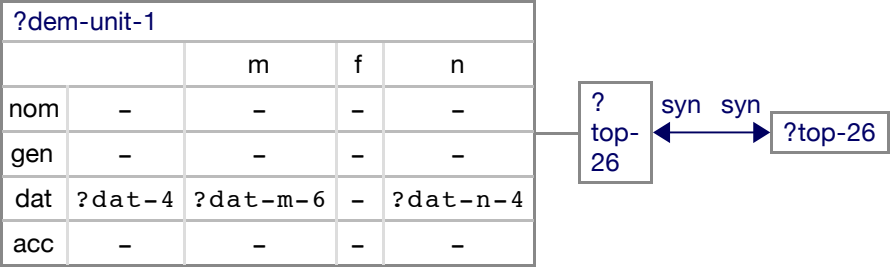 ?dem-unit-1
m f n
nom - - - -
gen - - - -
dat ?dat-4 ?dat-m-6 - ?dat-n-4
acc - - - -
?
top-
26
syn syn
?top-26